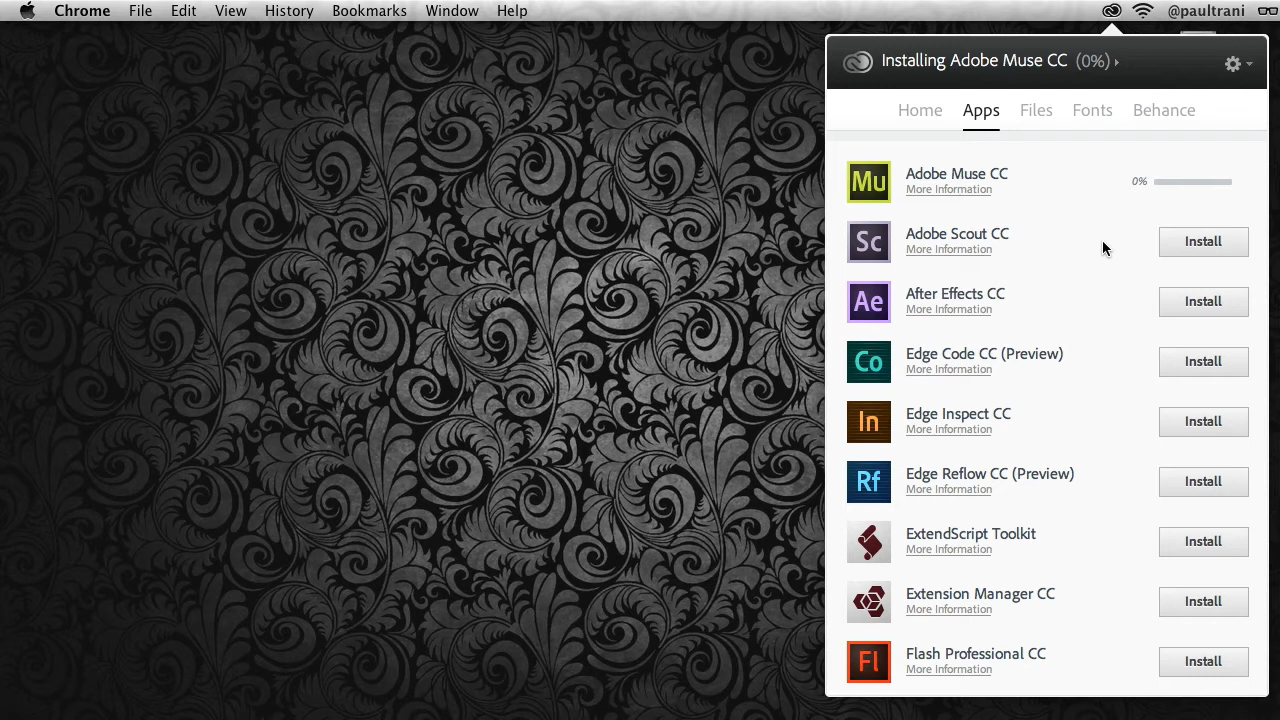 Chrome File Edit View History Bookmarks Window Help @paultrani
Installing Adobe Muse CC (0%)
Home Apps Files Fonts Behance
Mu Adobe Muse CC 0%
More Information
Sc Adobe Scout CC Install
More Information
Ae After Effects CC Install
More Information
Co Edge Code CC (Preview) Install
More Information
In Edge Inspect CC Install
More Information
Rf Edge Reflow CC (Preview) Install
More Information
ExtendScript Toolkit Install
More Information
Extension Manager CC Install
More Information
Fl Flash Professional CC Install
More Information